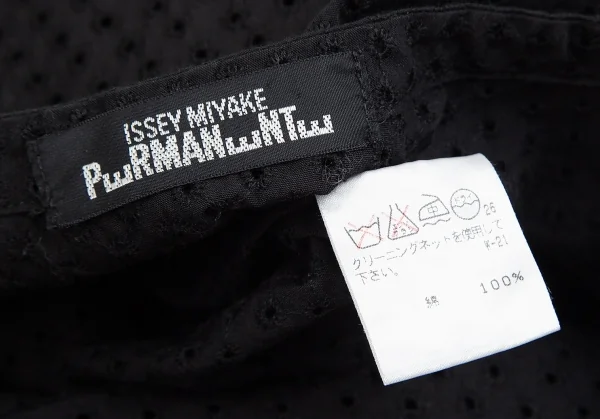 ISSEY MIYAKE
PERMANENTE
クリーニングネットを使用して
下さい。
綿 100%